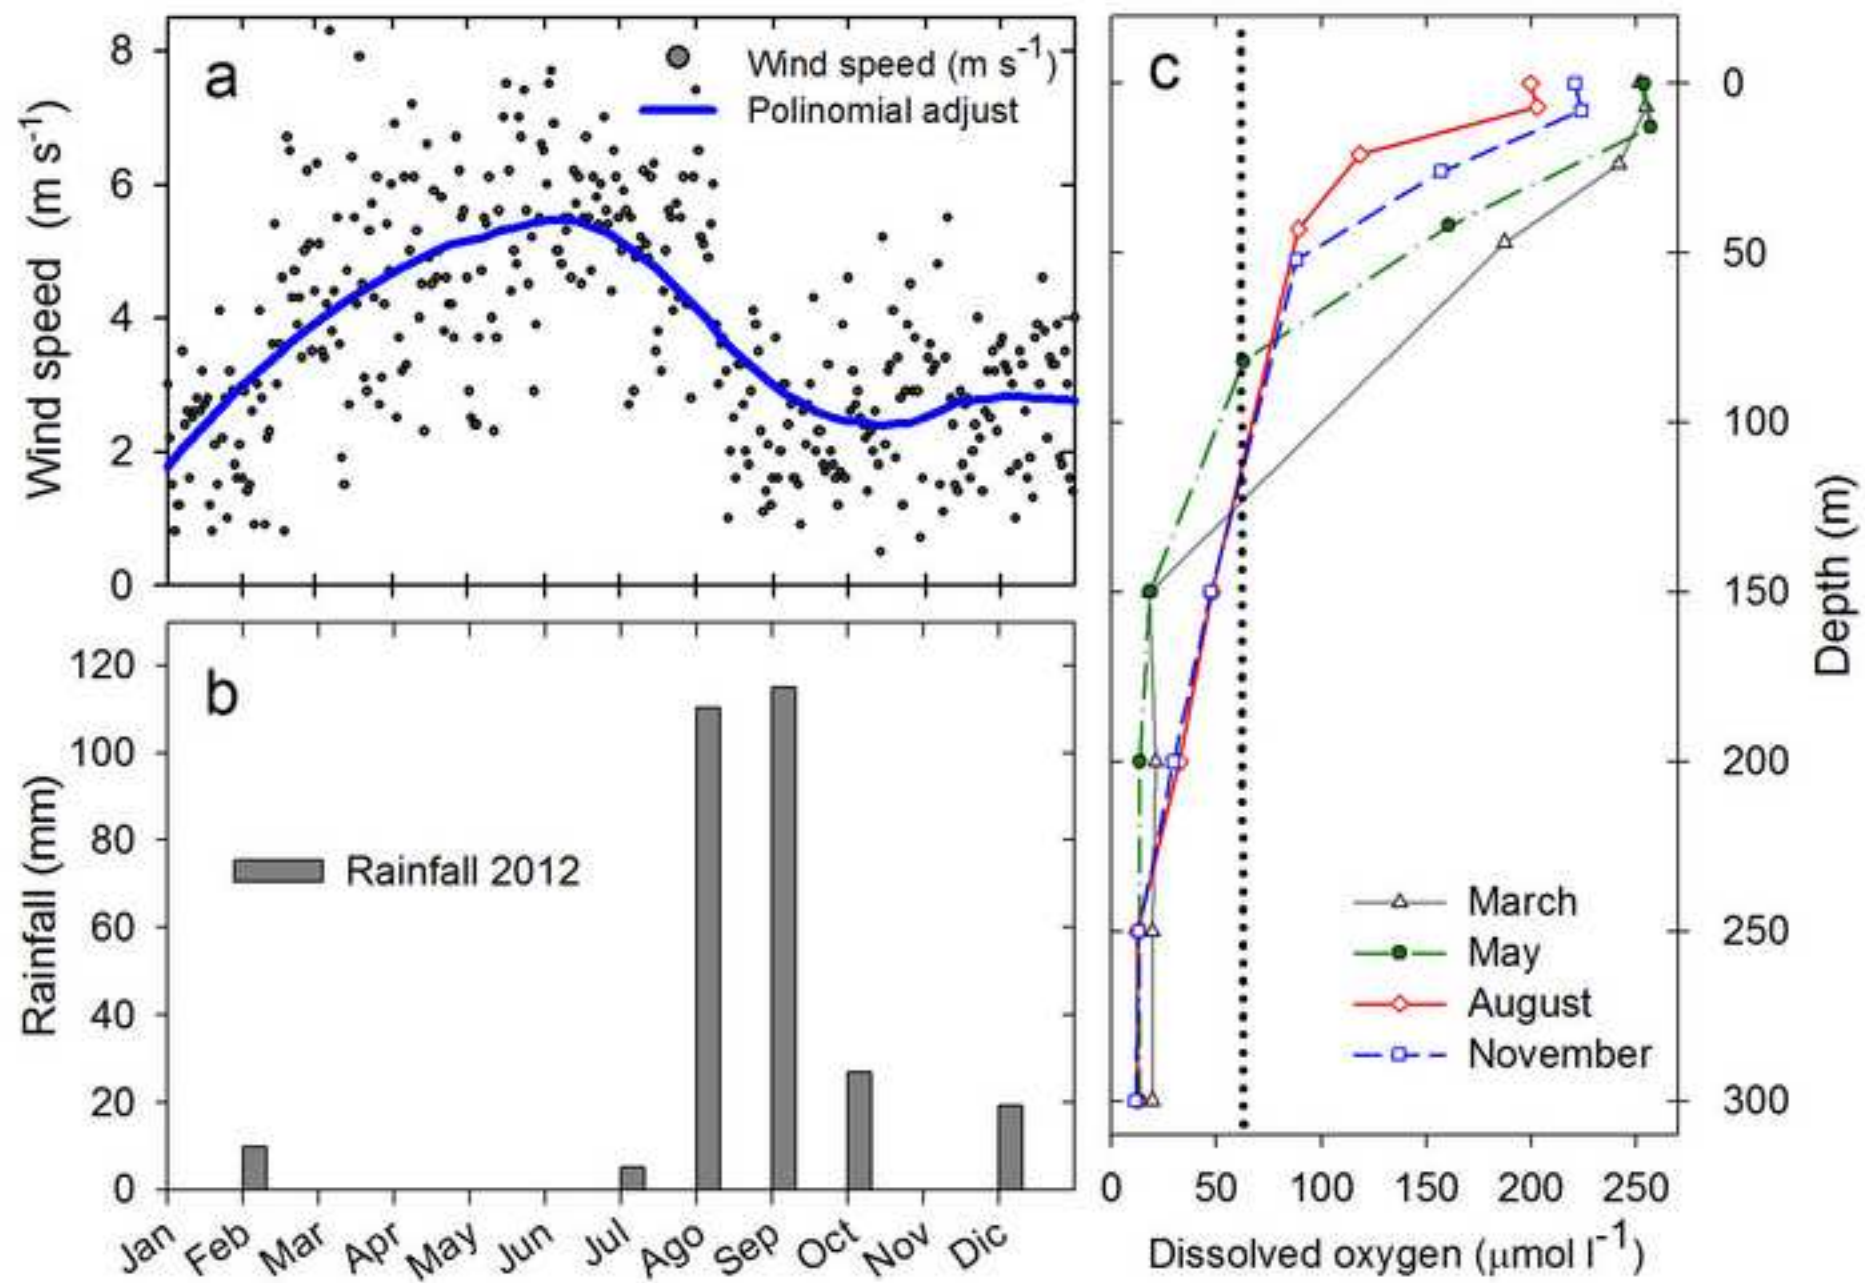 a
Wind speed (m s-1)
Polinomial adjust
Wind speed (m s-1)
8
6
4
2
0
b
Rainfall 2012
Rainfall (mm)
120
100
80
60
40
20
0
Jan Feb Mar Apr May Jun Jul Ago Sep Oct Nov Dic
c
0
50
100
150
200
250
300
Depth (m)
March
May
August
November
0 50 100 150 200 250
Dissolved oxygen (μmol l-1)